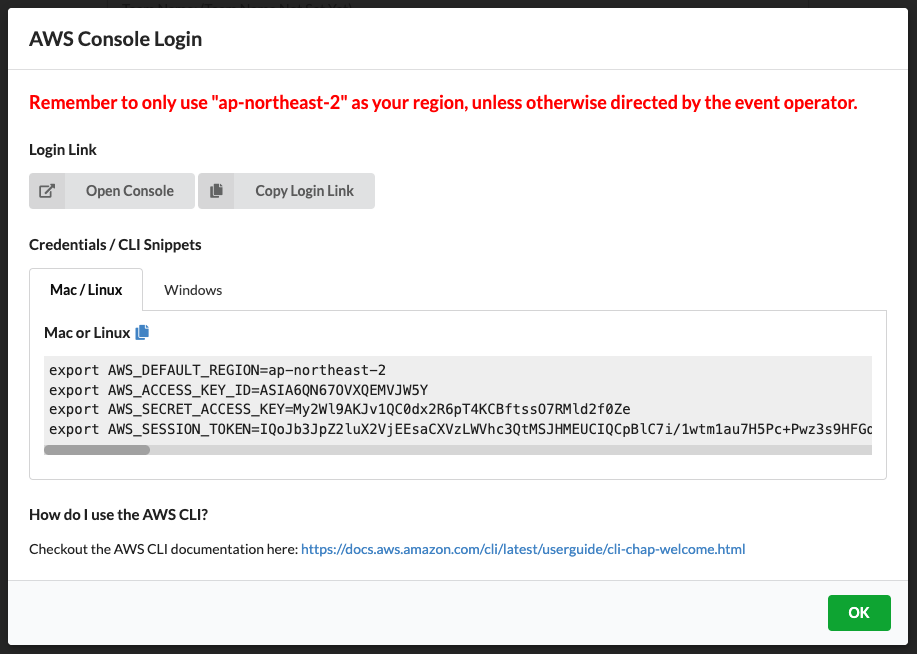 AWS Console Login
Remember to only use "ap-northeast-2" as your region, unless otherwise directed by the event operator.
Login Link
Open Console
Copy Login Link
Credentials / CLI Snippets
Mac / Linux
Windows
Mac or Linux
export AWS_DEFAULT_REGION=ap-northeast-2
export AWS_ACCESS_KEY_ID=ASIA6QN67OVXQEMVJW5Y
export AWS_SECRET_ACCESS_KEY=My2Wl9AKJv1QC0dx2R6pT4KCBftssO7RMld2f0Ze
export AWS_SESSION_TOKEN=IQoJb3JpZ2luX2VjEEsaCXVzLWVhc3QtMSJHMEUCIQCpBlC7i/1wtm1au7H5Pc+Pwz3s9HFG
How do I use the AWS CLI?
Checkout the AWS CLI documentation here: https://docs.aws.amazon.com/cli/latest/userguide/cli-chap-welcome.html
OK